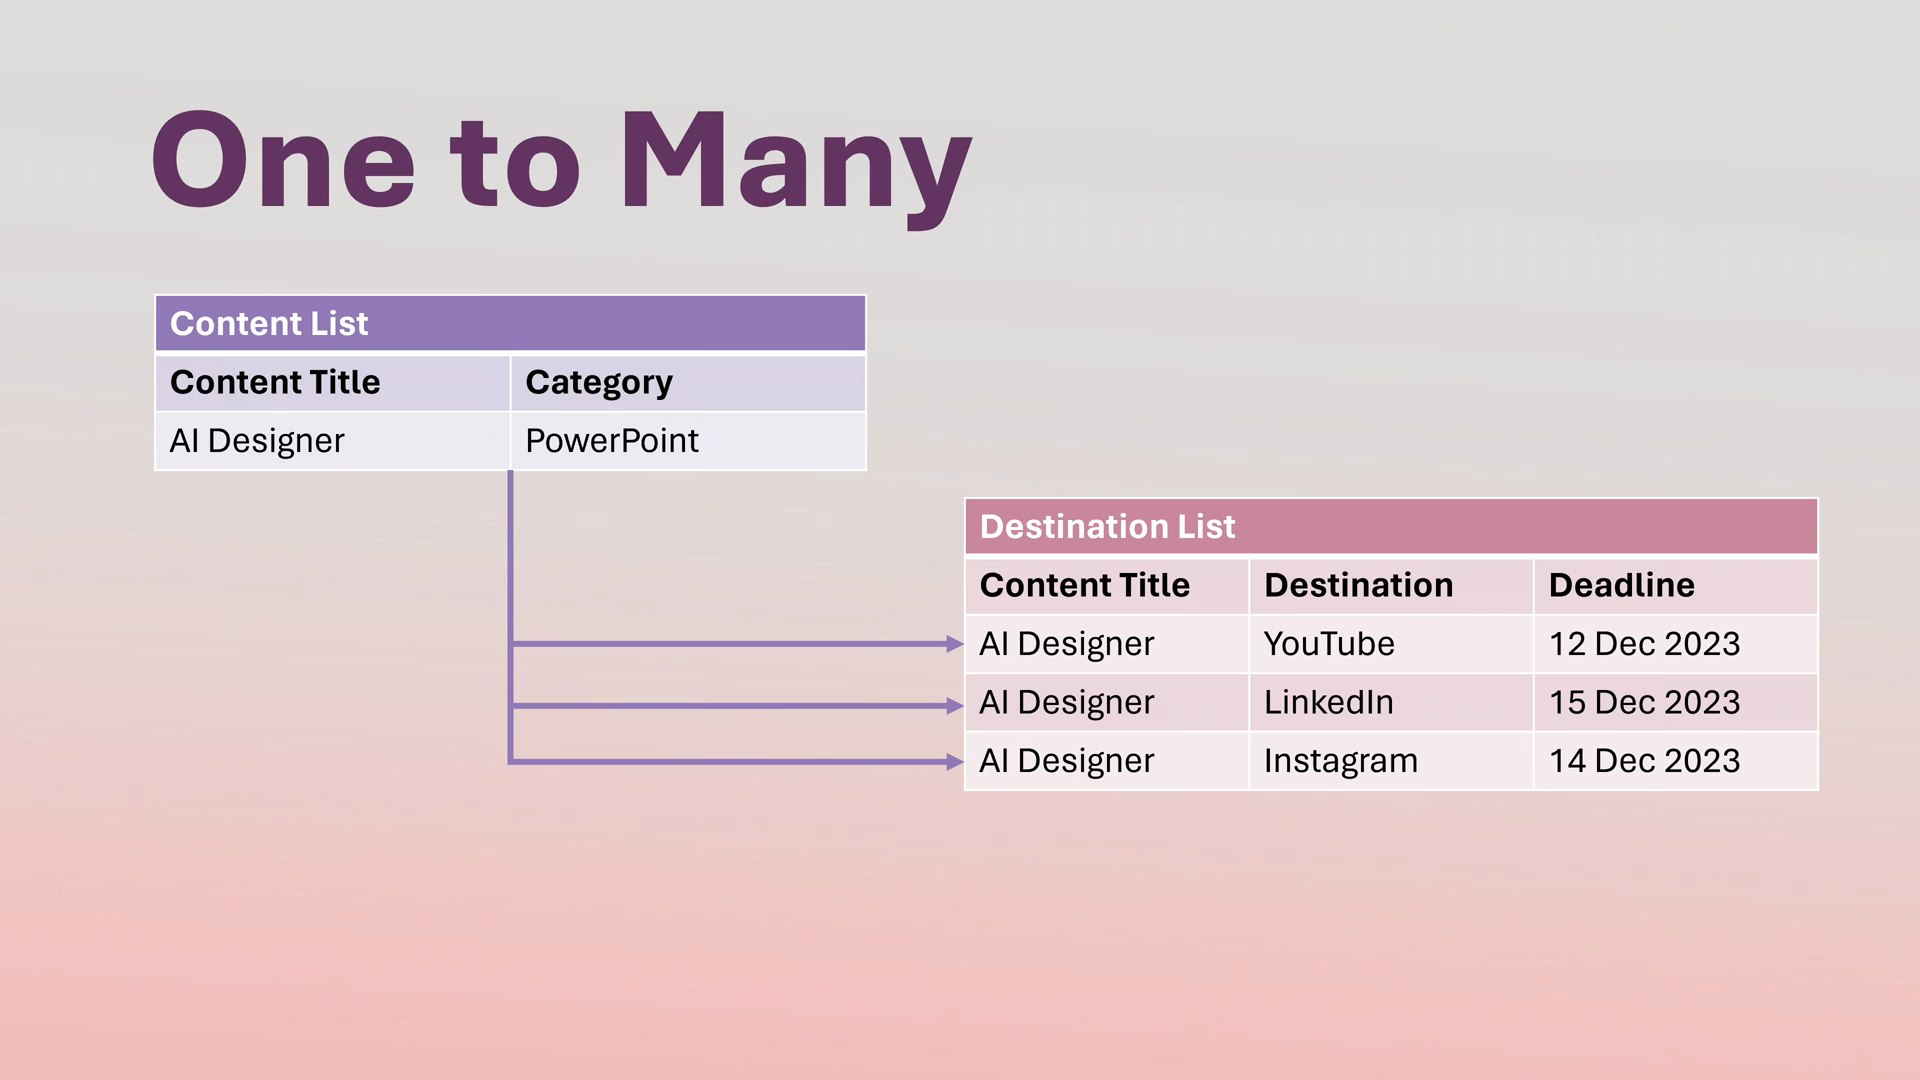 One to Many
Content List
Content Title Category
AI Designer PowerPoint
Destination List
Content Title Destination Deadline
AI Designer YouTube 12 Dec 2023
AI Designer LinkedIn 15 Dec 2023
AI Designer Instagram 14 Dec 2023